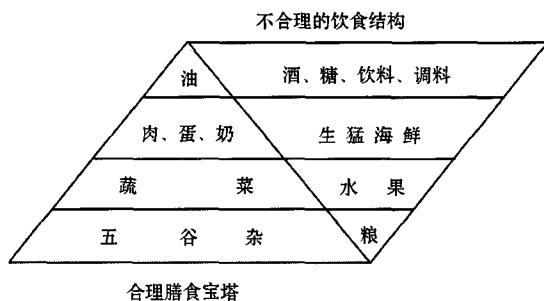 不合理的饮食结构
油 酒、糖、饮料、调料
肉、蛋、奶 生猛海鲜
蔬 菜 水 果
五 谷 杂 粮
合理膳食宝塔